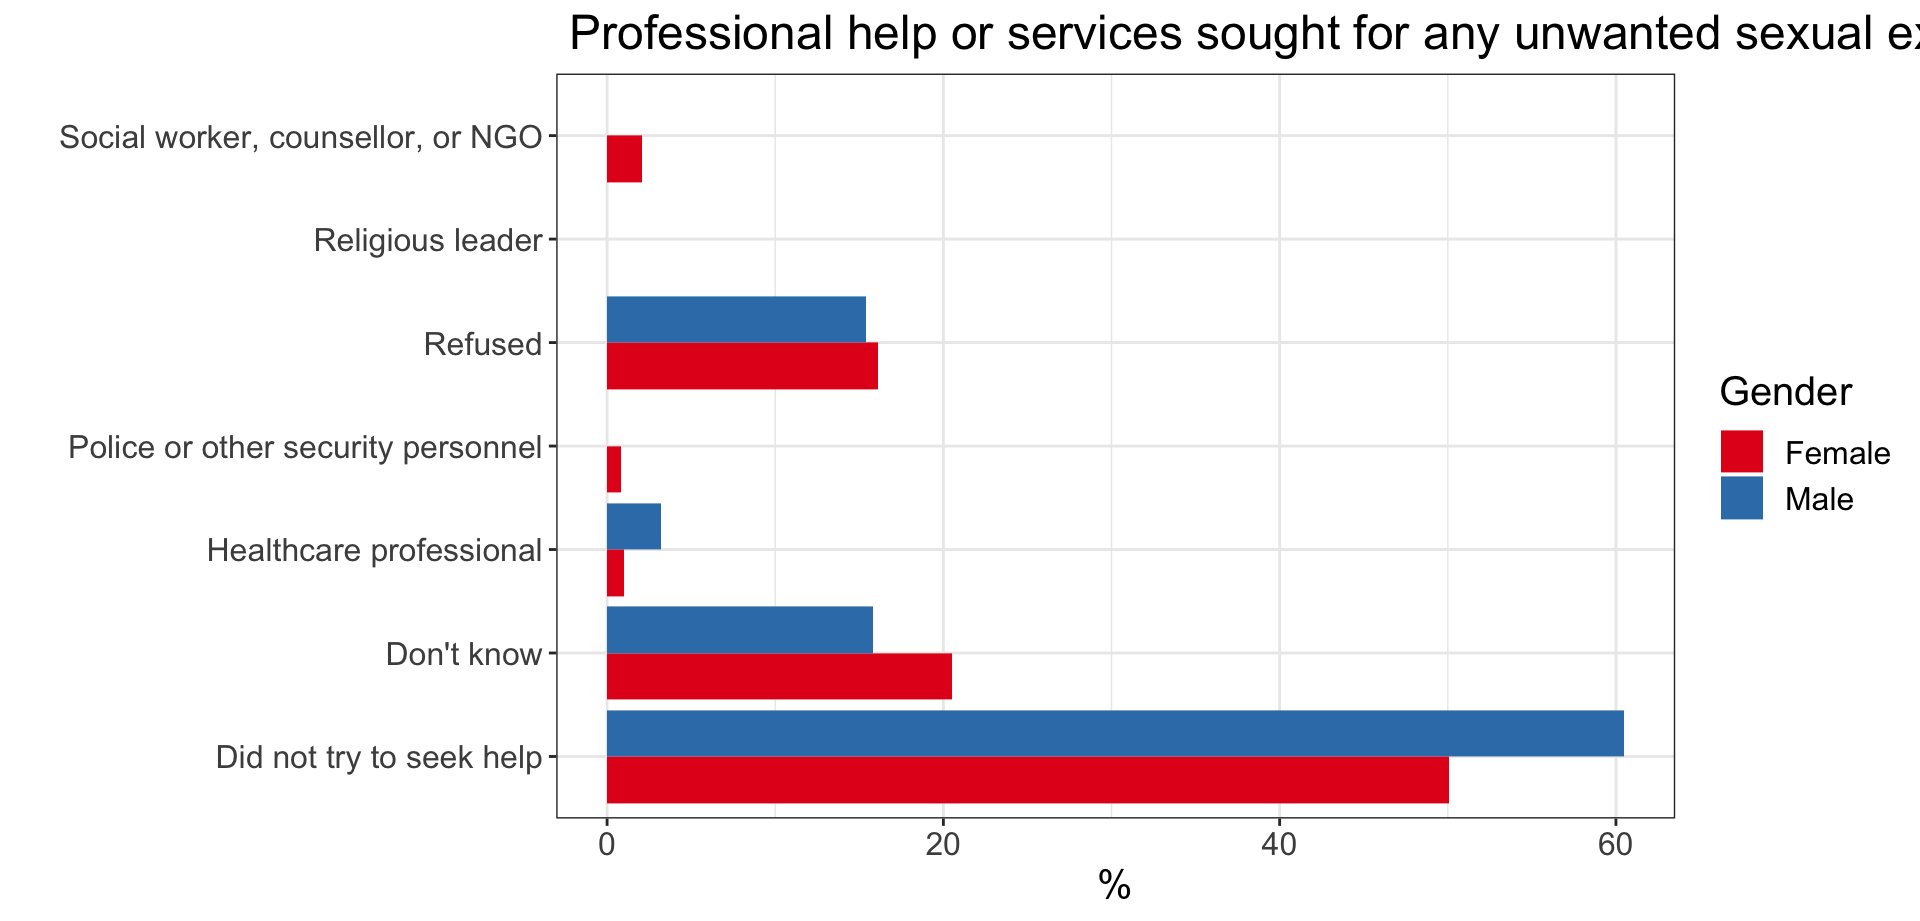 Professional help or services sought for any unwanted sexual
Social worker, counsellor, or NGO
Religious leader
Refused
Police or other security personnel
Healthcare professional
Don't know
Did not try to seek help
0 20 40 60
%
Gender
Female
Male